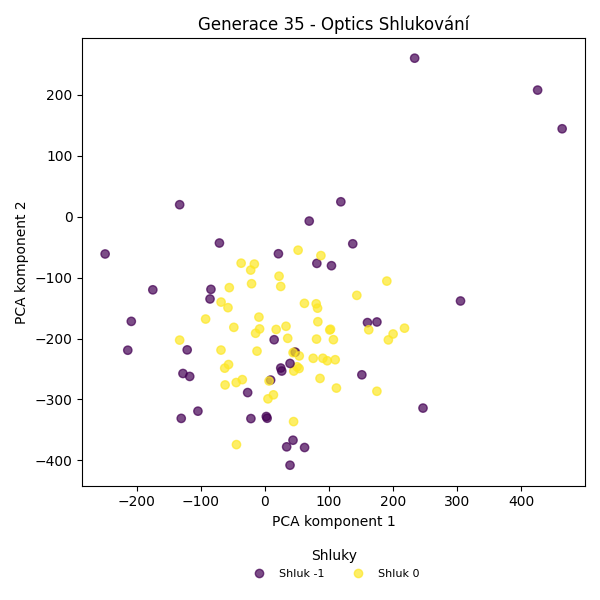 Generace 35 - Optics Shlukování
PCA komponent 2
200
100
0
−100
−200
−300
−400
−200 −100 0 100 200 300 400
PCA komponent 1
Shluky
Shluk -1 Shluk 0